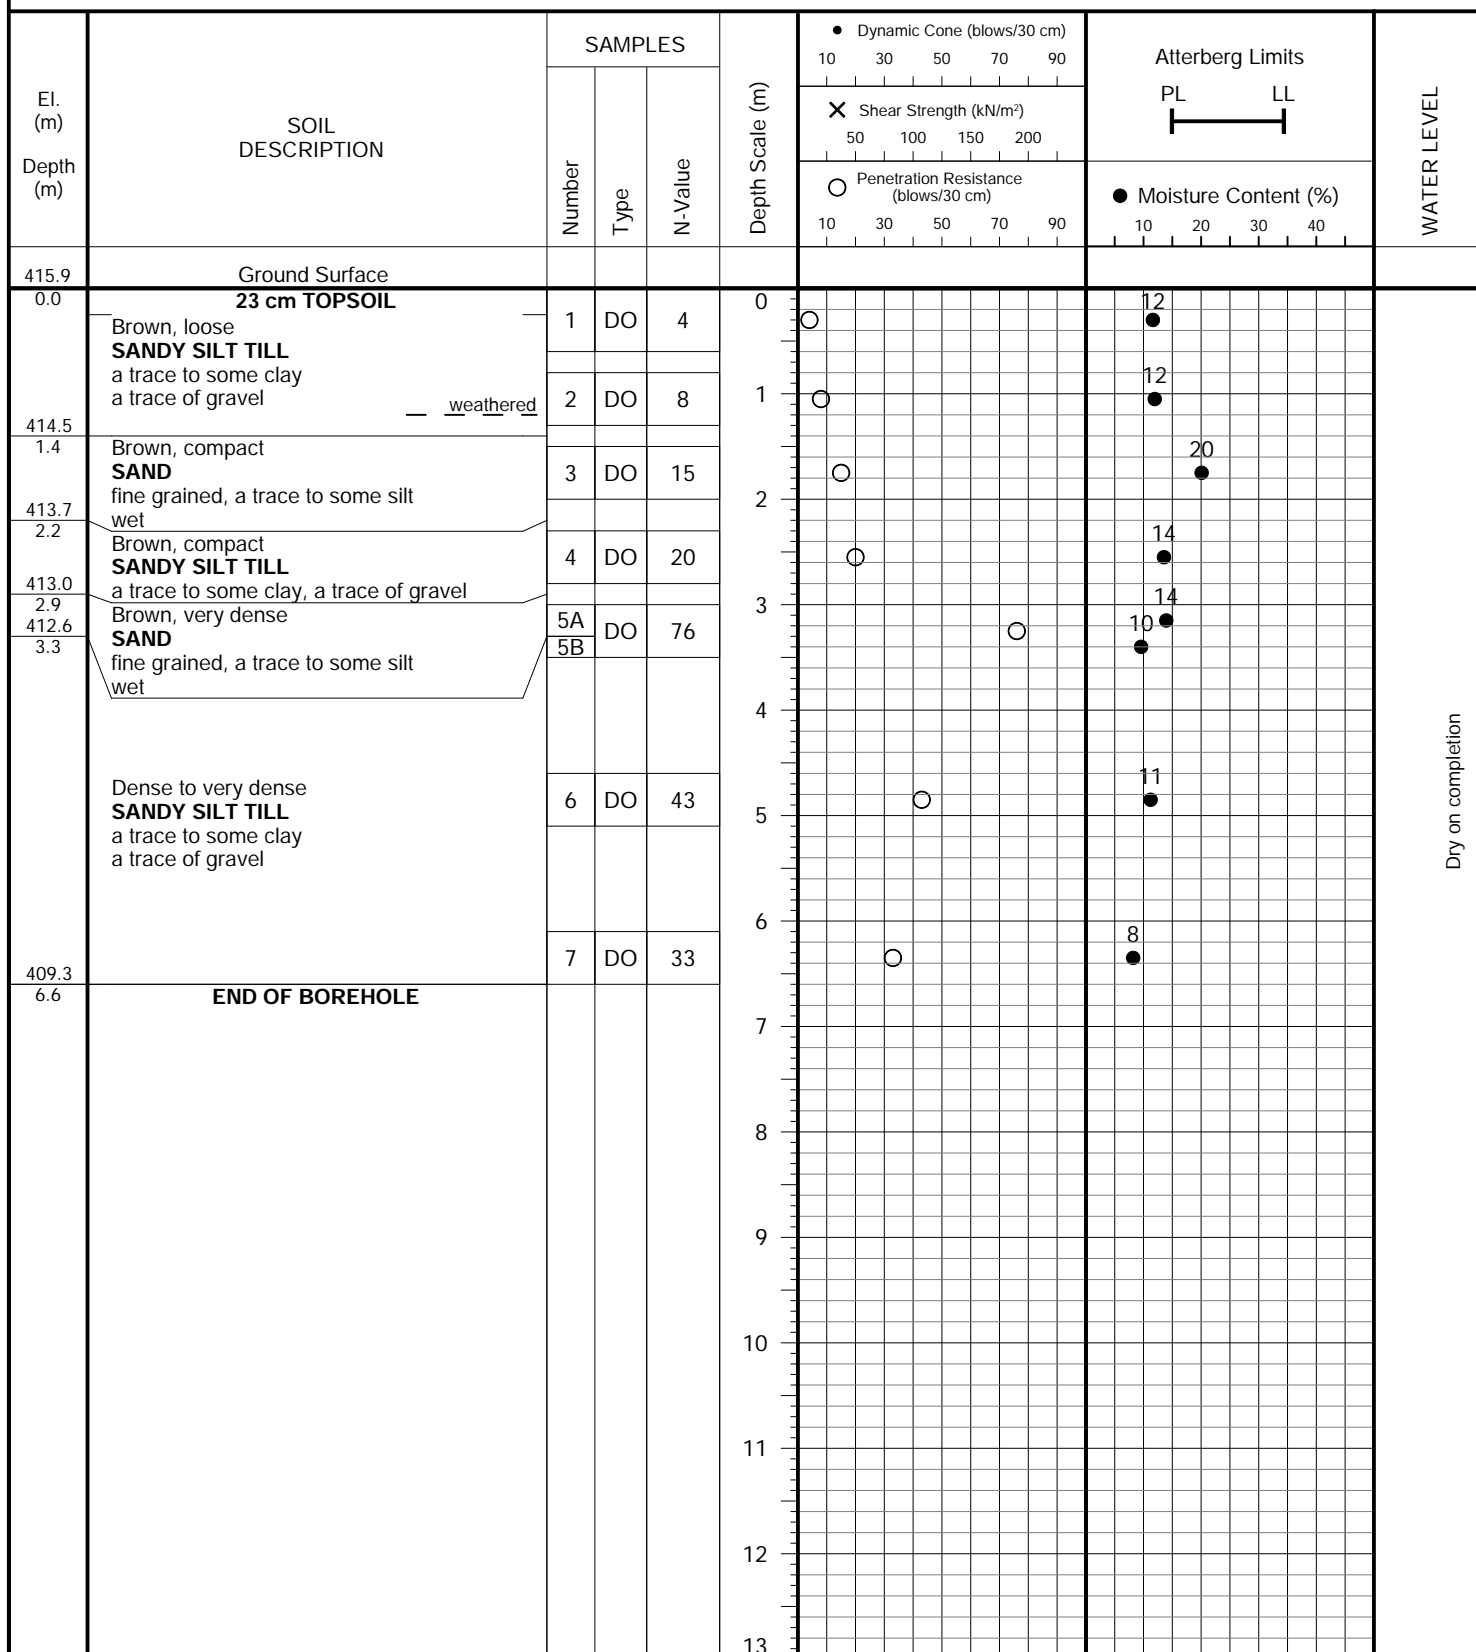 El.
(m)
Depth
(m)
SOIL
DESCRIPTION
SAMPLES
Number
Type
N-Value
Depth Scale (m)
● Dynamic Cone (blows/30 cm)
10 30 50 70 90
✕ Shear Strength (kN/m²)
50 100 150 200
○ Penetration Resistance
(blows/30 cm)
10 30 50 70 90
Atterberg Limits
PL LL
● Moisture Content (%)
10 20 30 40
WATER LEVEL
415.9 Ground Surface
0.0 23 cm TOPSOIL 0 12
Brown, loose 1 DO 4
SANDY SILT TILL
a trace to some clay 12
a trace of gravel weathered 2 DO 8 1
414.5
1.4 Brown, compact 20
SAND 3 DO 15
fine grained, a trace to some silt 2
413.7 wet
2.2 Brown, compact 14
SANDY SILT TILL 4 DO 20
413.0 a trace to some clay, a trace of gravel
2.9 Brown, very dense 3 14
412.6 SAND 5A DO 76 10
3.3 5B
fine grained, a trace to some silt
wet
4
Dense to very dense 11
SANDY SILT TILL 6 DO 43
a trace to some clay 5
a trace of gravel
Dry on completion
6
8
7 DO 33
409.3
6.6 END OF BOREHOLE
7
8
9
10
11
12
13